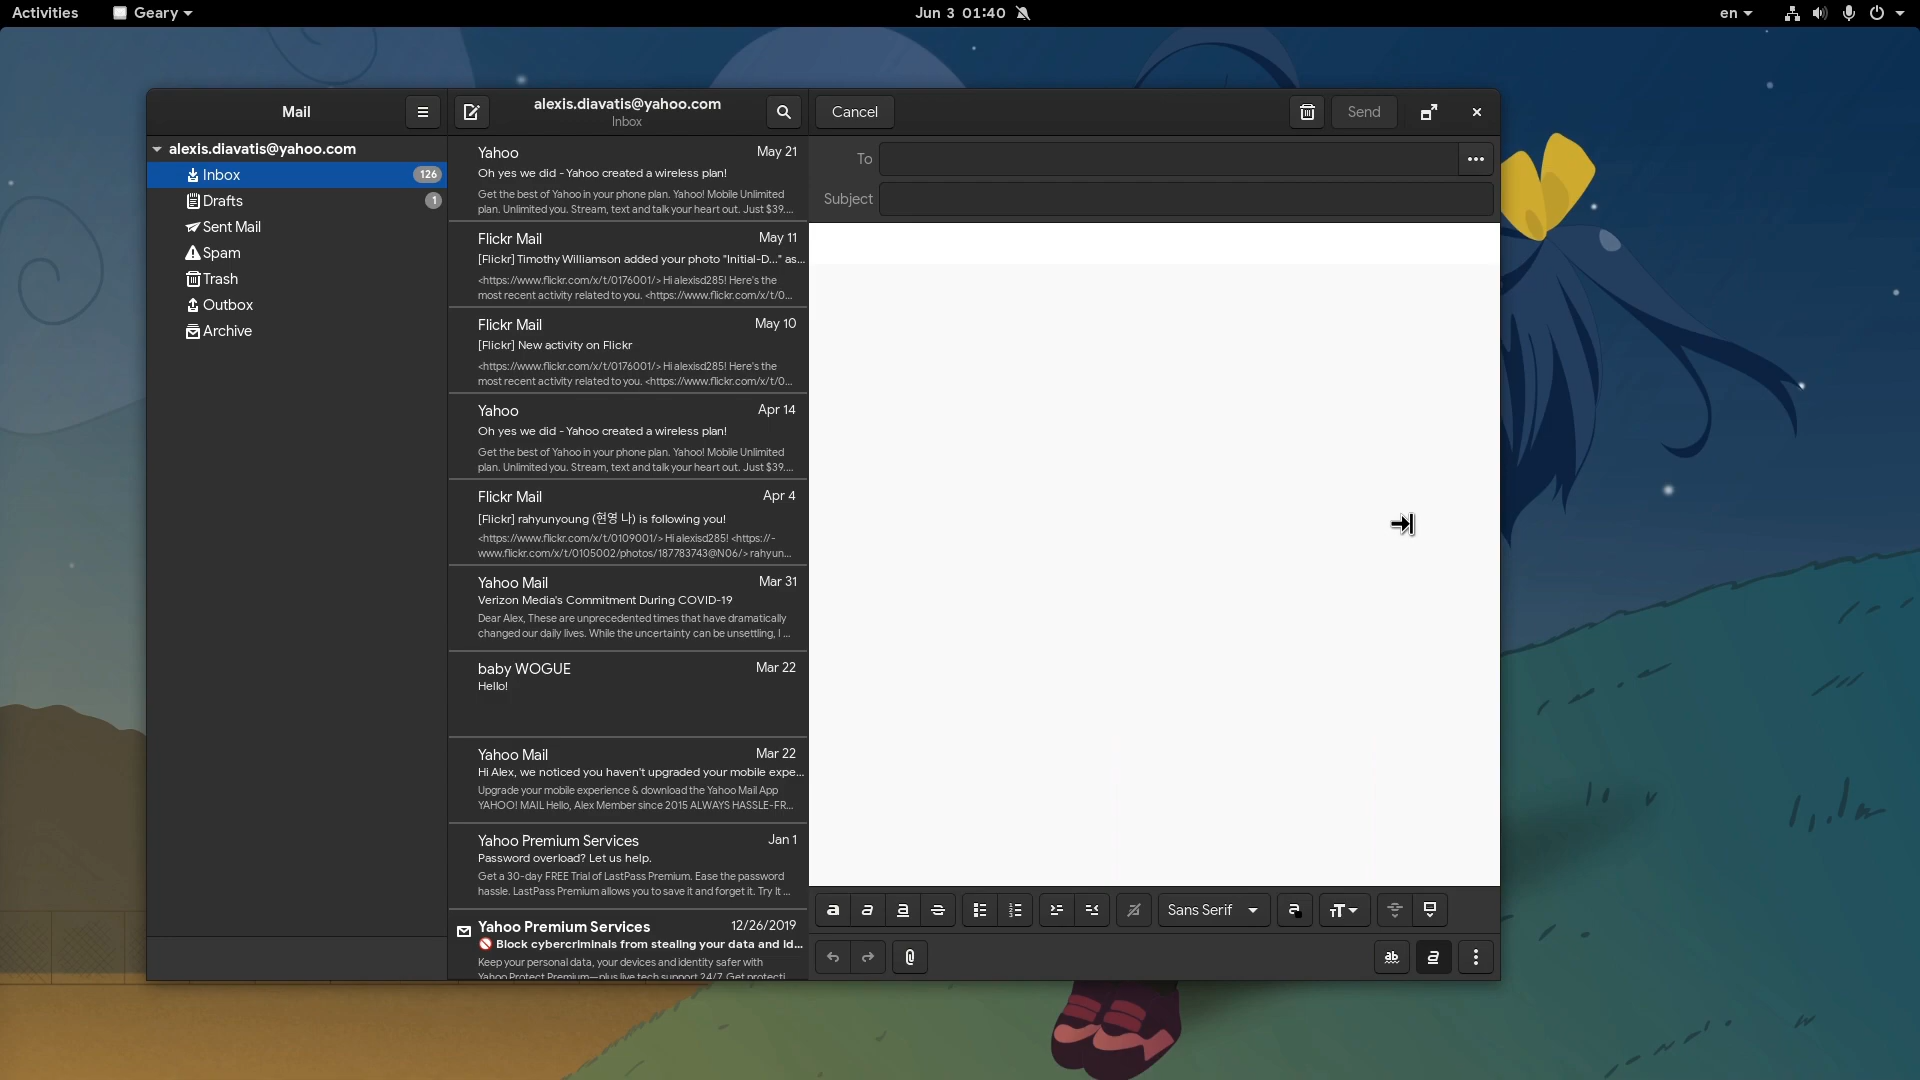 Activities
Geary
Jun 3 01:40
en
Mail
alexis.diavatis@yahoo.com
Inbox
Cancel
Send
alexis.diavatis@yahoo.com
Inbox 126
Drafts 1
Sent Mail
Spam
Trash
Outbox
Archive
Yahoo May 21
Oh yes we did - Yahoo created a wireless plan!
Get the best of Yahoo in your phone plan. Yahoo! Mobile Unlimited
plan. Unlimited you. Stream, text and talk your heart out. Just $39....
Flickr Mail May 11
[Flickr] Timothy Williamson added your photo "Initial-D..." as...
<https://www.flickr.com/x/t/0176001/> Hi alexisd285! Here's the
most recent activity related to you. <https://www.flickr.com/x/t/0...
Flickr Mail May 10
[Flickr] New activity on Flickr
<https://www.flickr.com/x/t/0176001/> Hi alexisd285! Here's the
most recent activity related to you. <https://www.flickr.com/x/t/0...
Yahoo Apr 14
Oh yes we did - Yahoo created a wireless plan!
Get the best of Yahoo in your phone plan. Yahoo! Mobile Unlimited
plan. Unlimited you. Stream, text and talk your heart out. Just $39....
Flickr Mail Apr 4
[Flickr] rahyunyoung (현영 나) is following you!
<https://www.flickr.com/x/t/0109001/> Hi alexisd285! <https://-
www.flickr.com/x/t/0105002/photos/187783743@N06/> rahyun...
Yahoo Mail Mar 31
Verizon Media's Commitment During COVID-19
Dear Alex, These are unprecedented times that have dramatically
changed our daily lives. While the uncertainty can be unsettling, I ...
baby WOGUE Mar 22
Hello!
Yahoo Mail Mar 22
Hi Alex, we noticed you haven't upgraded your mobile expe...
Upgrade your mobile experience & download the Yahoo Mail App
YAHOO! MAIL Hello, Alex Member since 2015 ALWAYS HASSLE-FR...
Yahoo Premium Services Jan 1
Password overload? Let us help.
Get a 30-day FREE Trial of LastPass Premium. Ease the password
hassle. LastPass Premium allows you to save it and forget it. Try It ...
Yahoo Premium Services 12/26/2019
Block cybercriminals from stealing your data and id...
Keep your personal data, your devices and identity safer with
Yahoo Protect Premium—plus live tech support 24/7. Get protecti...
To
Subject
Sans Serif